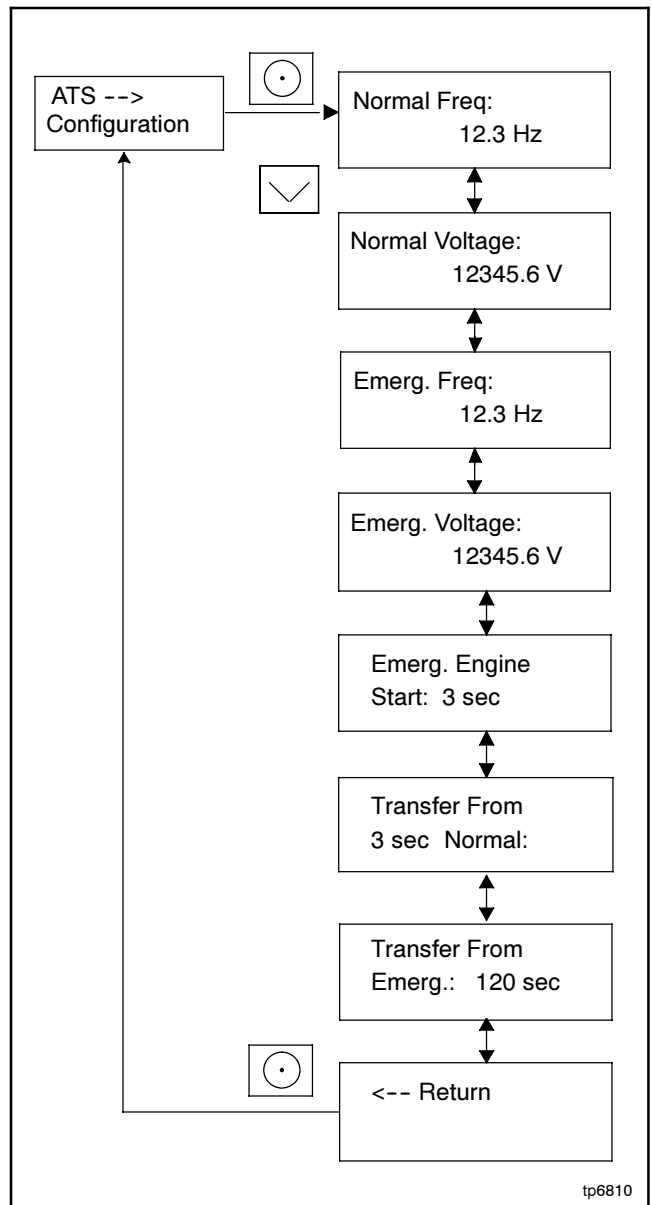 ATS -->
Configuration
Normal Freq:
12.3 Hz
Normal Voltage:
12345.6 V
Emerg. Freq:
12.3 Hz
Emerg. Voltage:
12345.6 V
Emerg. Engine
Start: 3 sec
Transfer From
3 sec Normal:
Transfer From
Emerg.: 120 sec
<-- Return
tp6810